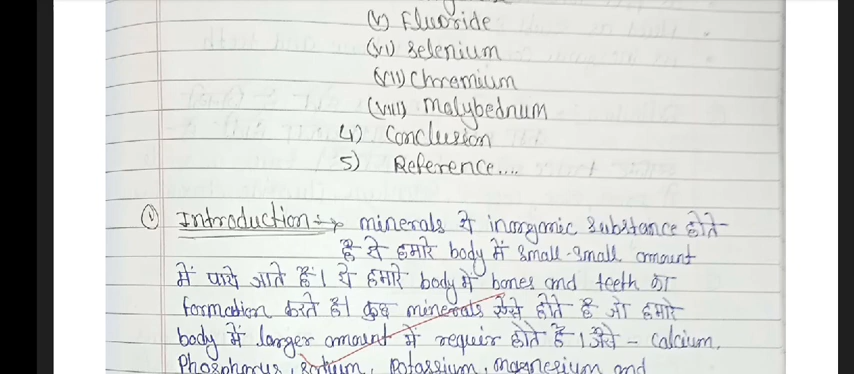 (v) Fluoride
(vi) selenium
(vii) Chromium
(viii) Molybednum
4) Conclusion
5) Reference....
(1) Introduction → minerals ये inorganic substance होते
है ये हमारे body में small-small amount
में पाये जाते हैं। ये हमारे body में bones and teeth का
formation करते हैं। कुछ minerals ऐसे होते हैं जो हमारे
body में larger amount में requir होते हैं। जैसे - calcium,
Phosphorus, sodium, potassium, magnesium and